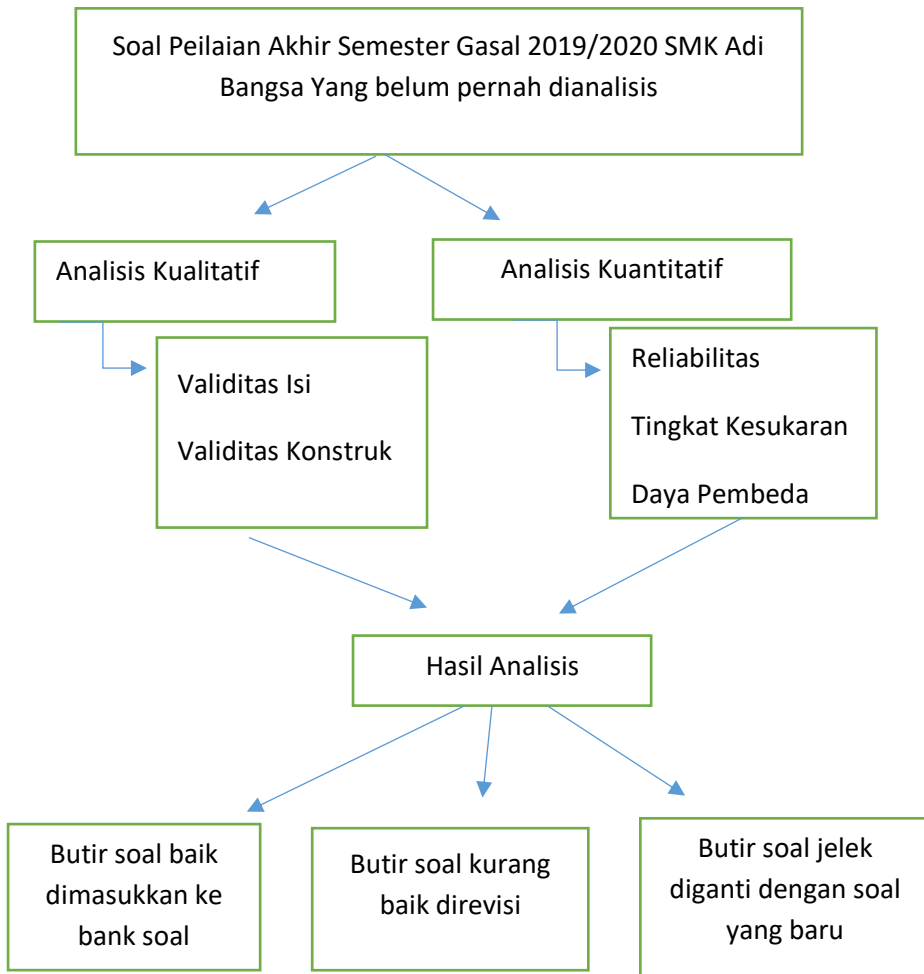 Soal Peilaian Akhir Semester Gasal 2019/2020 SMK Adi
Bangsa Yang belum pernah dianalisis
Analisis Kualitatif
Analisis Kuantitatif
Validitas Isi
Validitas Konstruk
Reliabilitas
Tingkat Kesukaran
Daya Pembeda
Hasil Analisis
Butir soal baik
dimasukkan ke
bank soal
Butir soal kurang
baik direvisi
Butir soal jelek
diganti dengan soal
yang baru